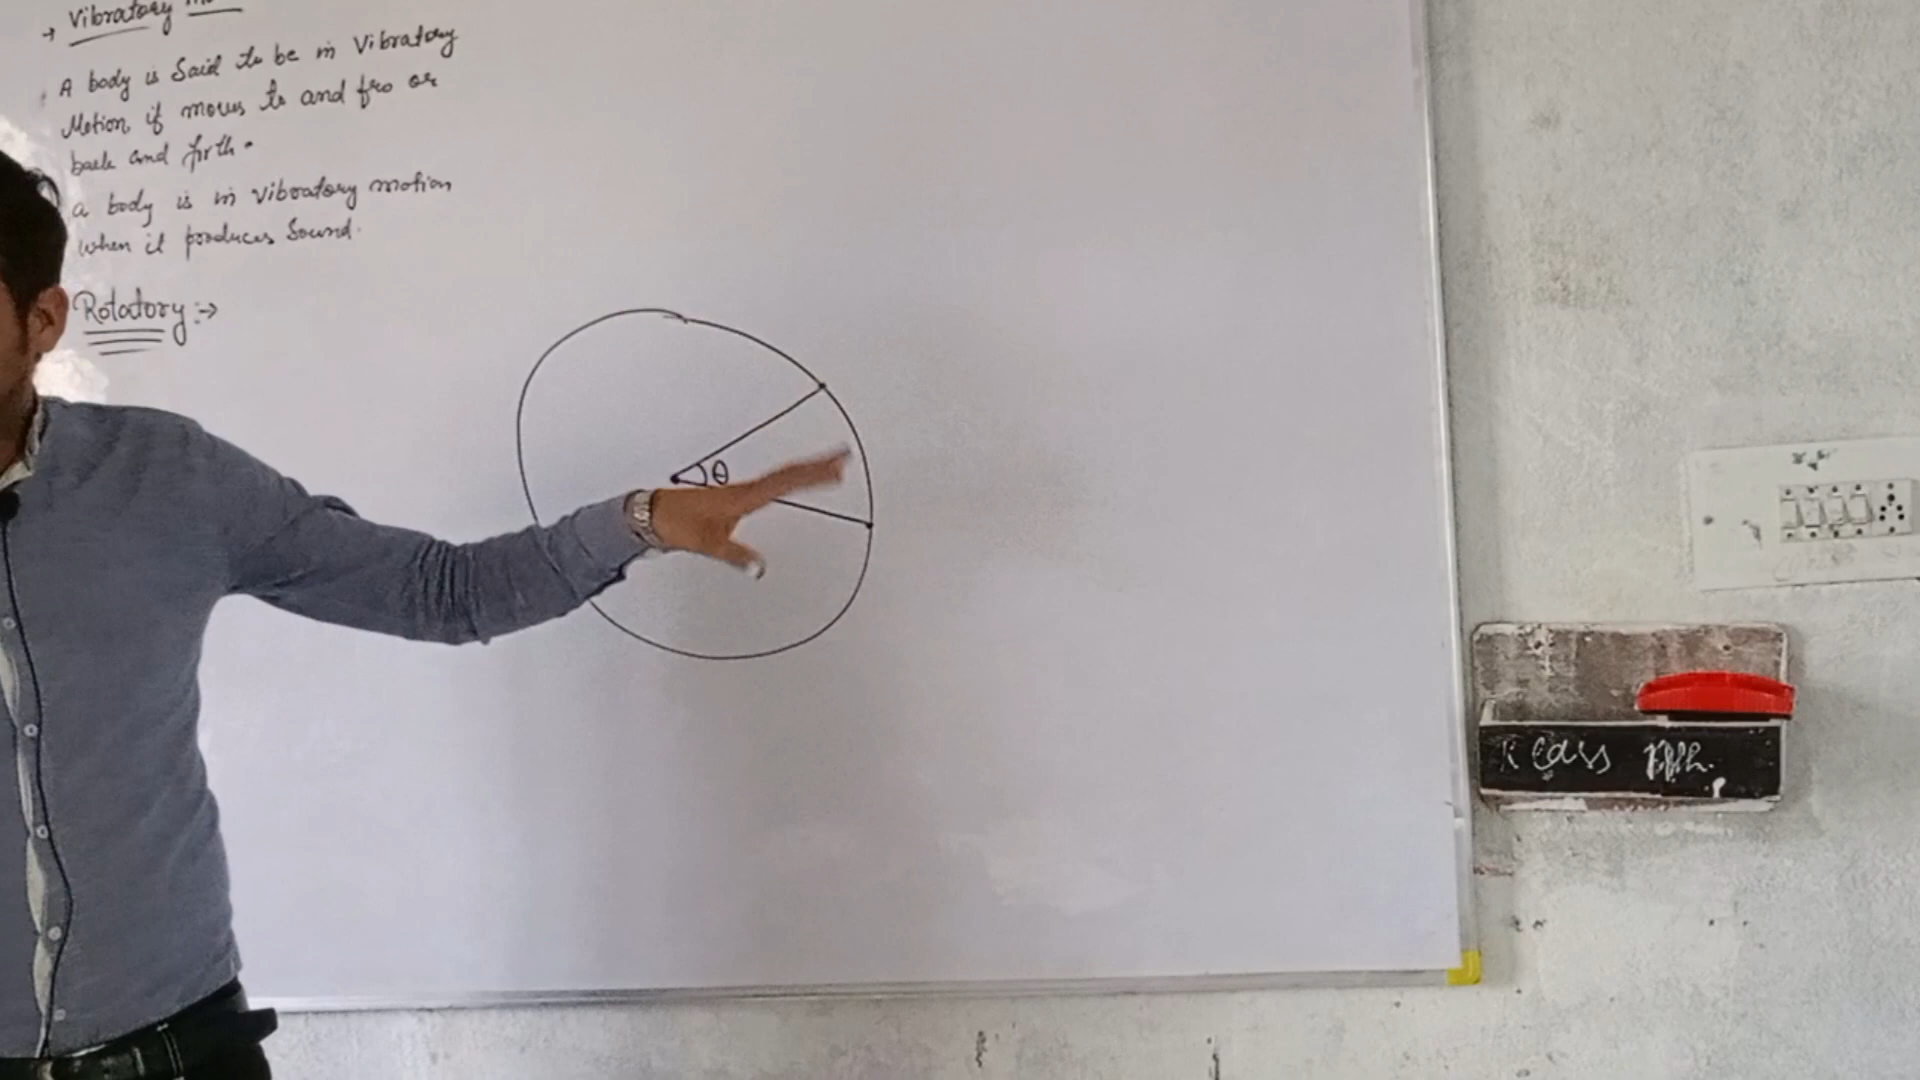 → Vibratory
A body is Said to be in Vibratory
Motion if moves to and fro or
back and forth.
a body is in vibratory motion
when it produces Sound.
Rotatory :→
θ